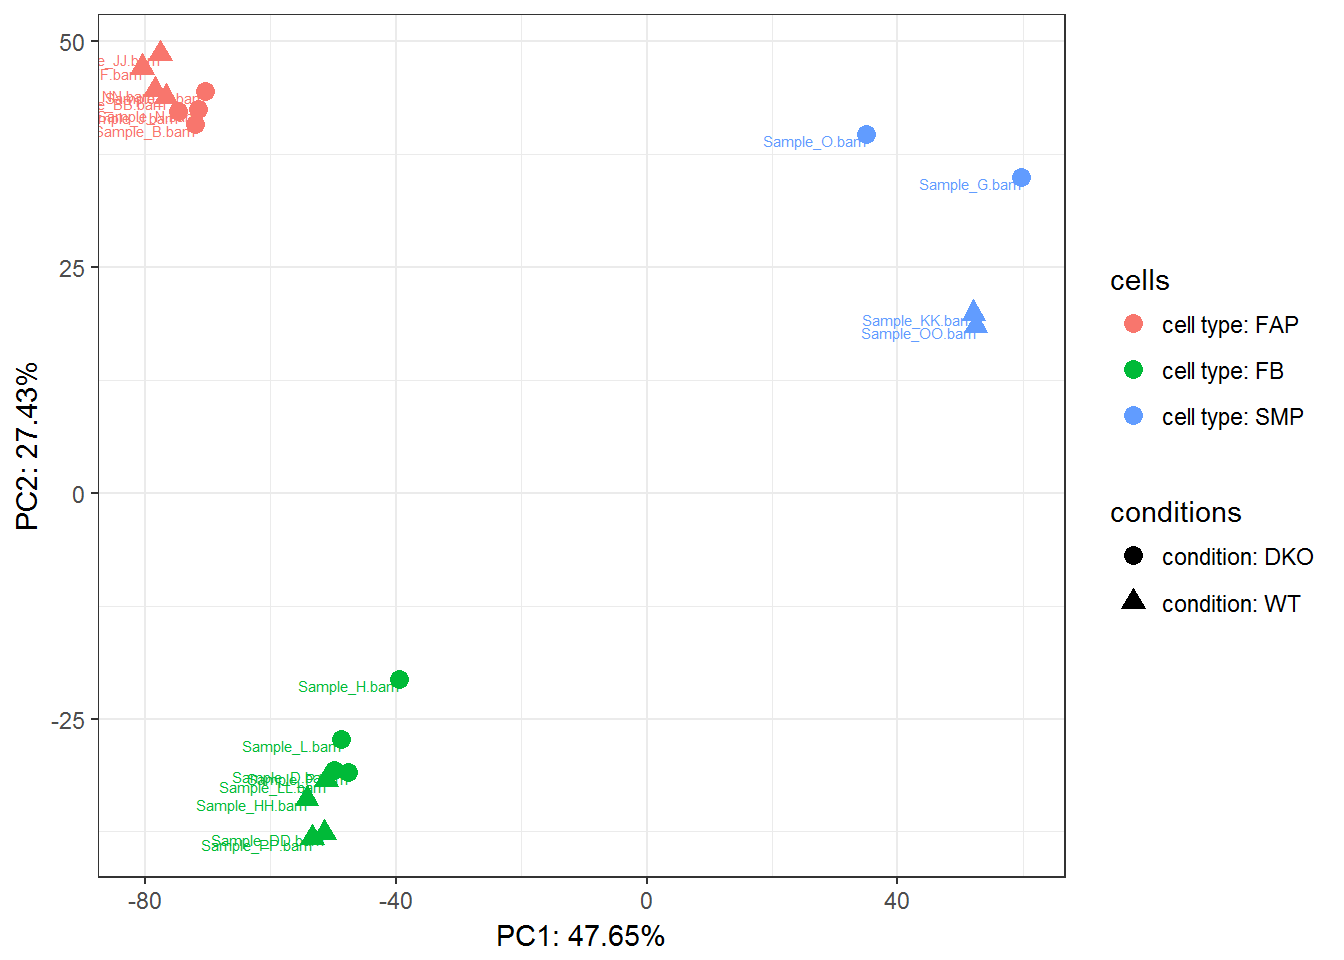 50
25
0
-25
-80
-40
0
40
PC1: 47.65%
PC2: 27.43%
Sample_B.bam
Sample_O.bam
Sample_G.bam
Sample_KK.bam
Sample_OO.bam
Sample_H.bam
Sample_L.bam
Sample_D.bam
Sample_LL.bam
Sample_HH.bam
Sample_DD.bam
cells
cell type: FAP
cell type: FB
cell type: SMP
conditions
condition: DKO
condition: WT